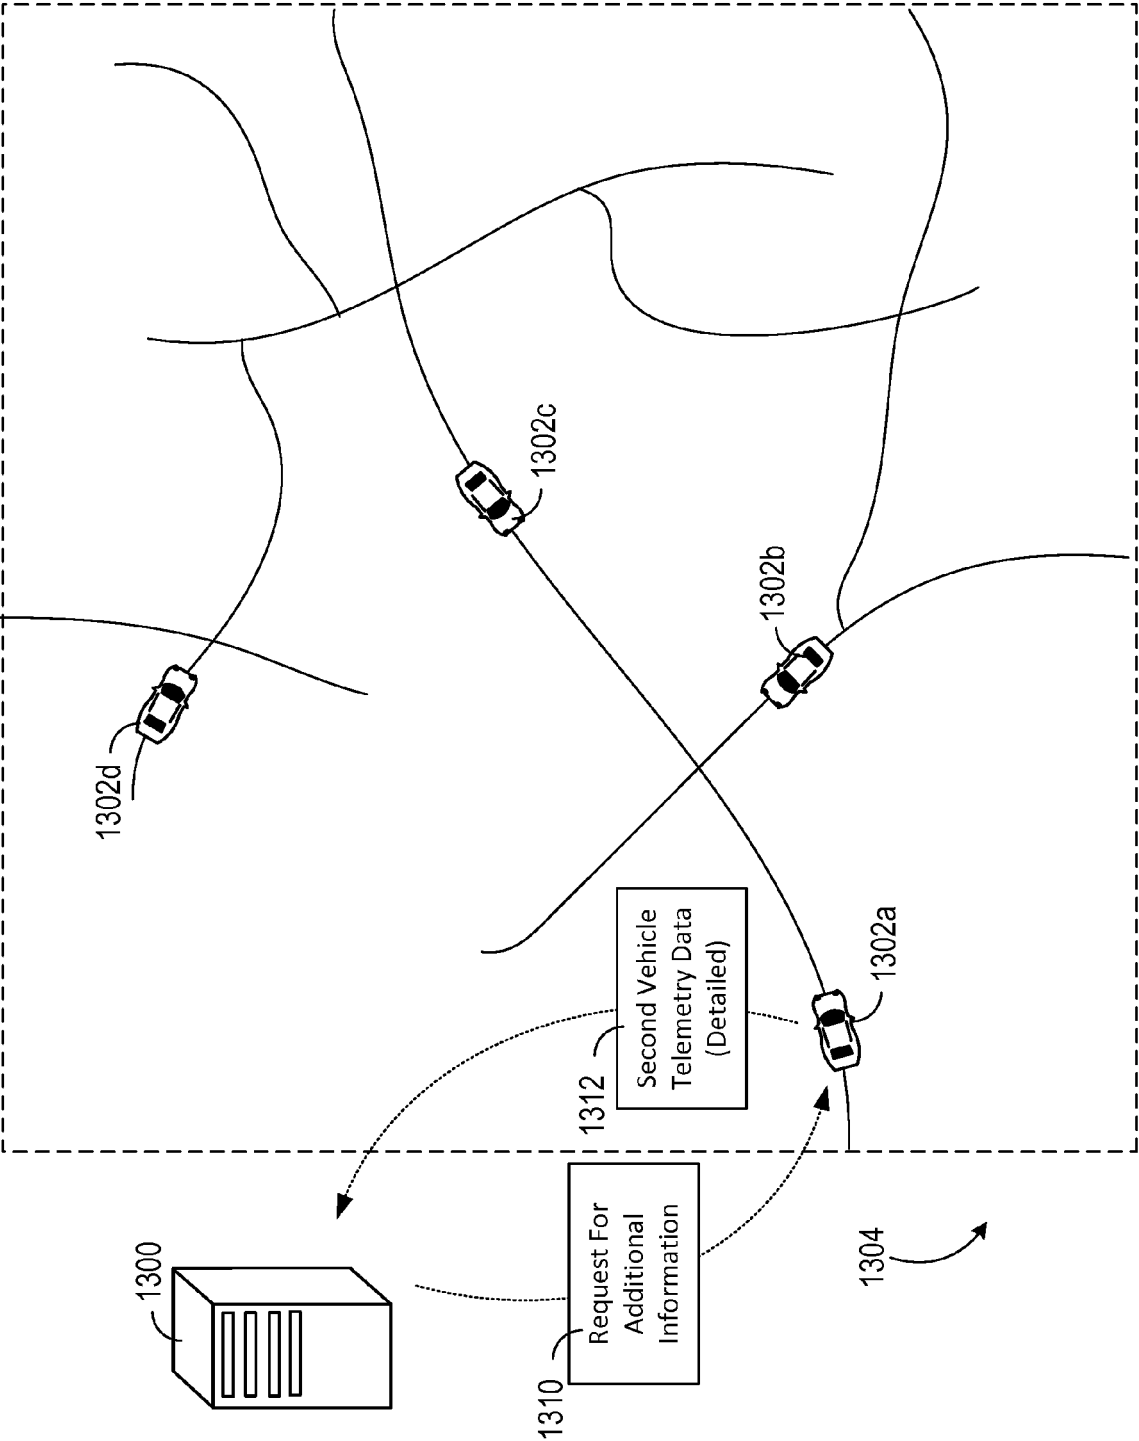 1300
1310
Request For
Additional
Information
1304
1312
Second Vehicle
Telemetry Data
(Detailed)
1302a
1302b
1302c
1302d